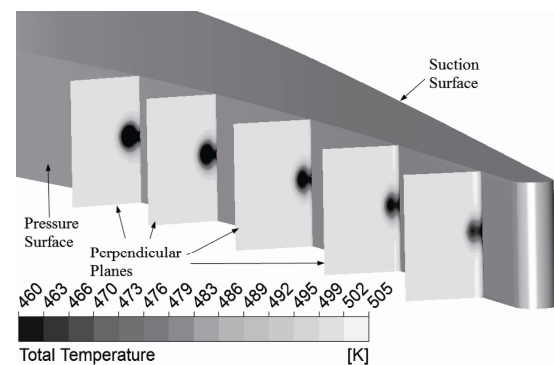 Suction
Surface
Pressure
Surface
Perpendicular
Planes
460 463 466 470 473 476 479 483 486 489 492 495 499 502 505
Total Temperature [K]